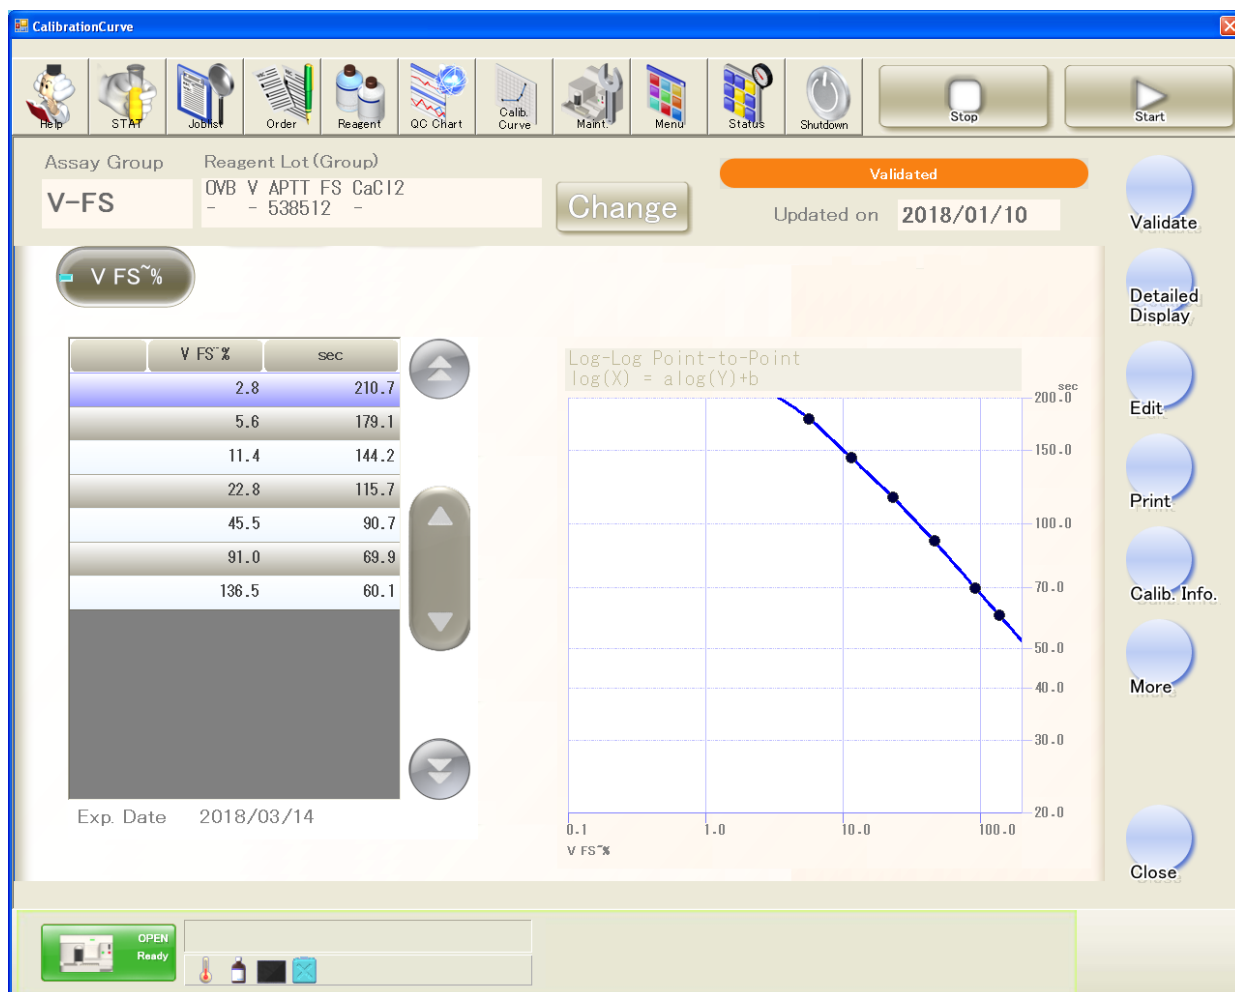 CalibrationCurve
Help STAT Joblist Order Reagent QC Chart Calib. Curve Maint. Menu Status Shutdown Stop Start
Assay Group Reagent Lot (Group)
V-FS
OVB V APTT FS CaCl2
- - 538512 -
Change
Validated
Updated on 2018/01/10
Validate
Detailed
Display
Edit
Print
Calib. Info.
More
Close
V FS~%
V FS~% sec
2.8 210.7
5.6 179.1
11.4 144.2
22.8 115.7
45.5 90.7
91.0 69.9
136.5 60.1
Exp. Date 2018/03/14
Log-Log Point-to-Point
log(X) = alog(Y)+b
sec
200.0
150.0
100.0
70.0
50.0
40.0
30.0
20.0
0.1 1.0 10.0 100.0
V FS~%
OPEN
Ready